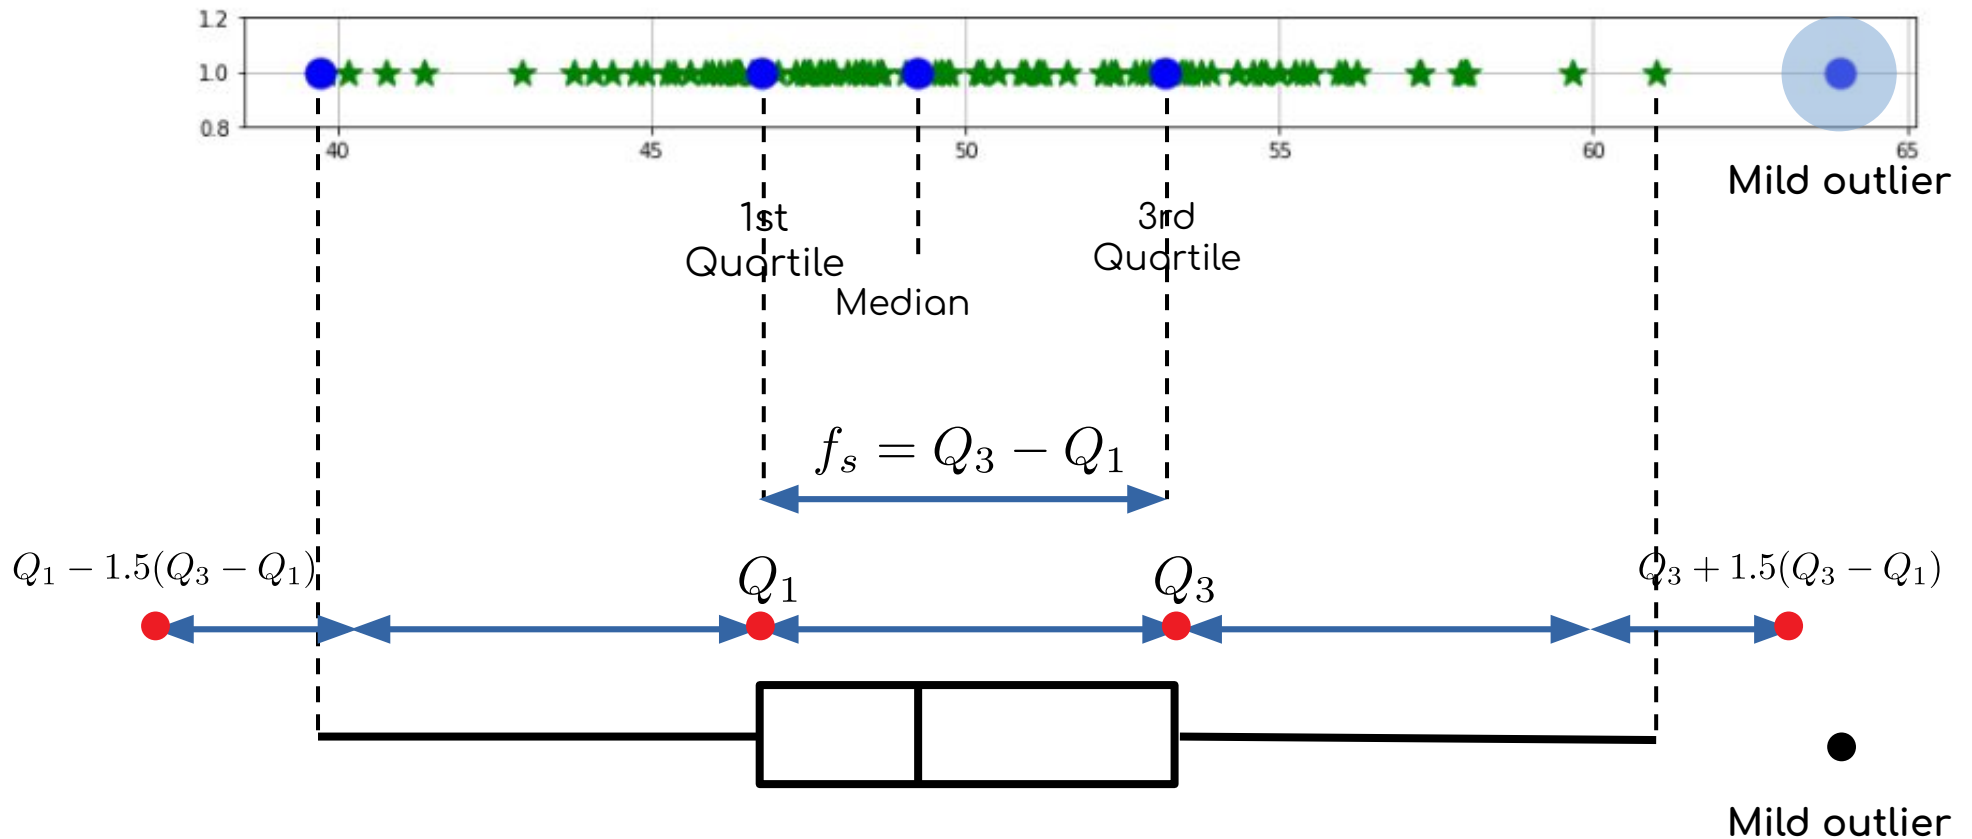 1.2
1.0
0.8
40 45 50 55 60 65
Mild outlier
1st
Quartile
3rd
Quartile
Median
f_s = Q_3 − Q_1
Q_1 − 1.5(Q_3 − Q_1)
Q_1
Q_3
Q_3 + 1.5(Q_3 − Q_1)
Mild outlier